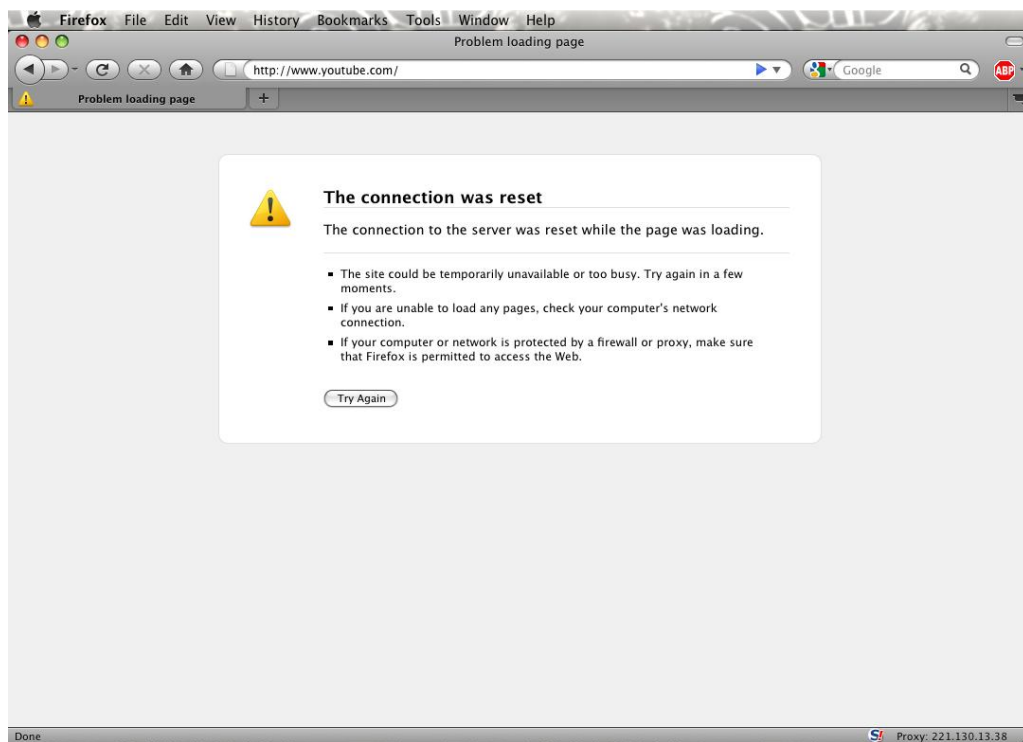 Firefox File Edit View History Bookmarks Tools Window Help
Problem loading page
http://www.youtube.com/ Google ABP
Problem loading page +
The connection was reset
The connection to the server was reset while the page was loading.
The site could be temporarily unavailable or too busy. Try again in a few
moments.
If you are unable to load any pages, check your computer's network
connection.
If your computer or network is protected by a firewall or proxy, make sure
that Firefox is permitted to access the Web.
Try Again
Done S! Proxy: 221.130.13.38